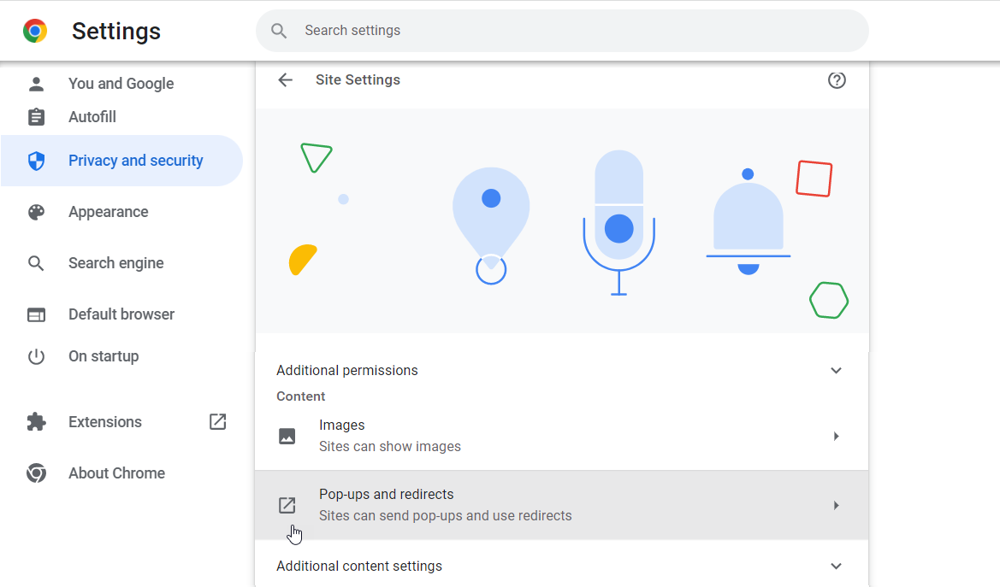 Settings
Search settings
You and Google
Autofill
Privacy and security
Appearance
Search engine
Default browser
On startup
Extensions
About Chrome
Site Settings
Additional permissions
Content
Images
Sites can show images
Pop-ups and redirects
Sites can send pop-ups and use redirects
Additional content settings